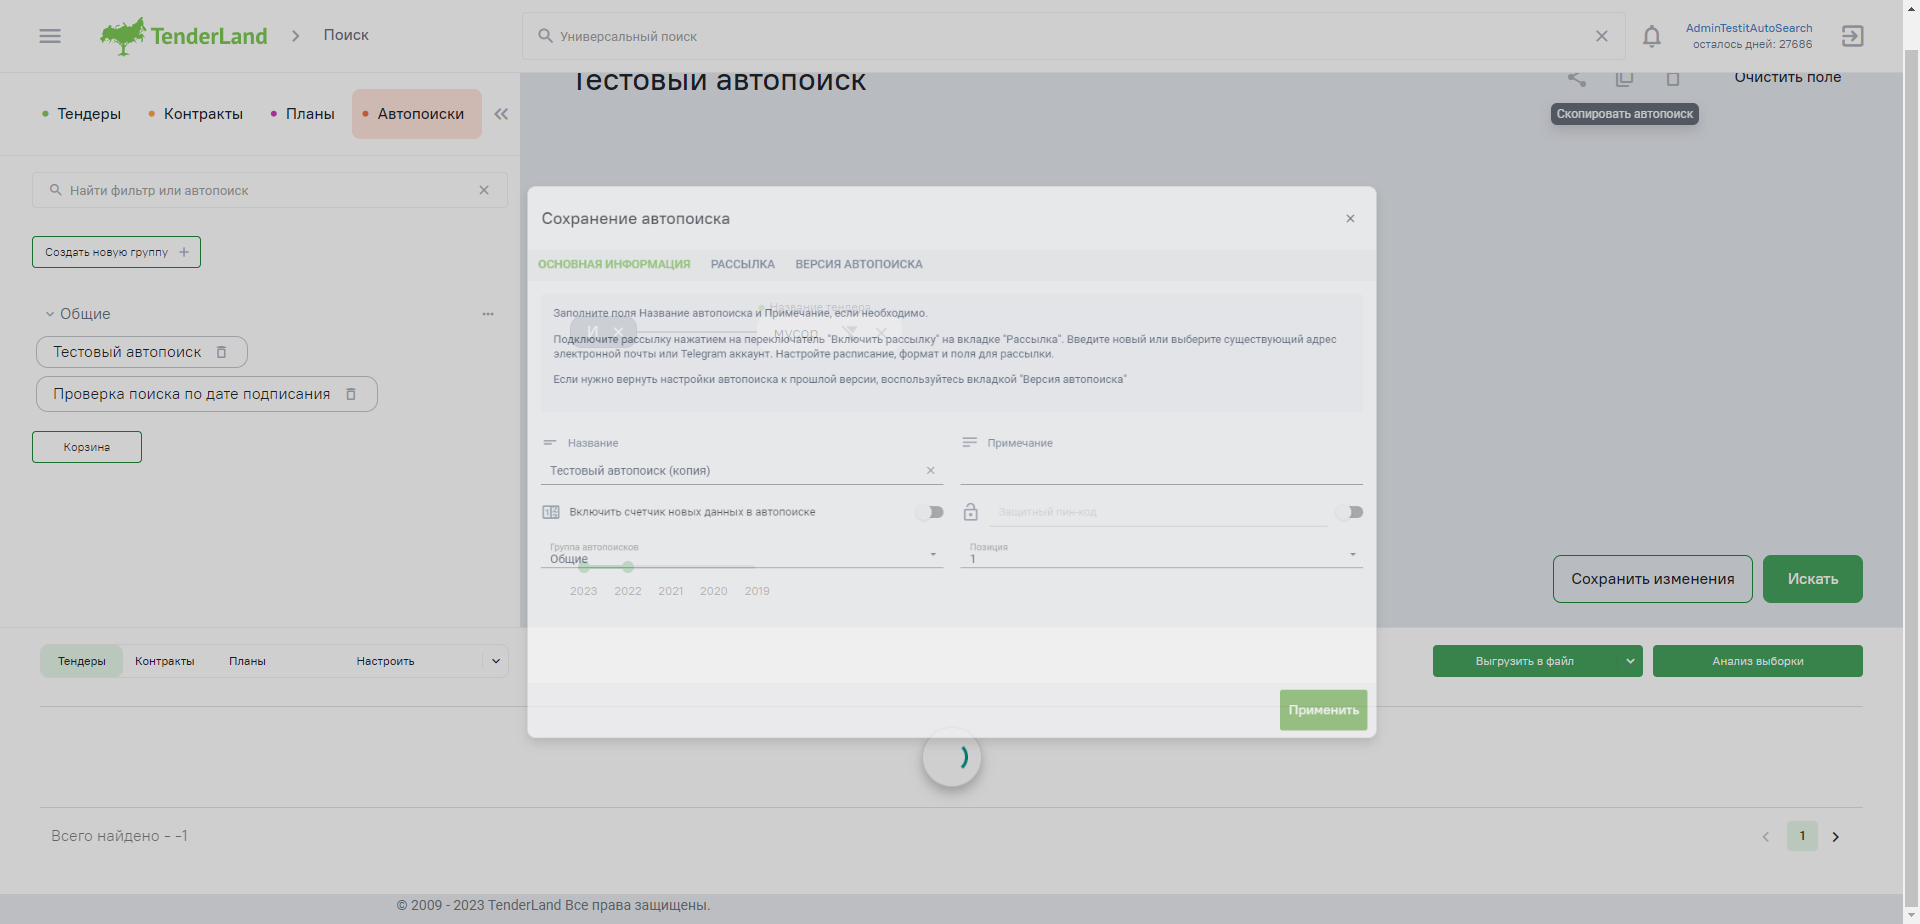 TenderLand
Поиск
Универсальный поиск
AdminTestitAutoSearch
осталось дней: 27686
Тендеры
Контракты
Планы
Автопоиски
Тестовый автопоиск
Очистить поле
Скопировать автопоиск
Найти фильтр или автопоиск
Создать новую группу
Общие
Тестовый автопоиск
Проверка поиска по дате подписания
Корзина
Сохранение автопоиска
ОСНОВНАЯ ИНФОРМАЦИЯ
РАССЫЛКА
ВЕРСИЯ АВТОПОИСКА
Название тендера
И
мусор
Заполните поля Название автопоиска и Примечание, если необходимо.
Подключите рассылку нажатием на переключатель "Включить рассылку" на вкладке "Рассылка". Введите новый или выберите существующий адрес
электронной почты или Telegram аккаунт. Настройте расписание, формат и поля для рассылки.
Если нужно вернуть настройки автопоиска к прошлой версии, воспользуйтесь вкладкой "Версия автопоиска"
Название
Примечание
Тестовый автопоиск (копия)
Включить счетчик новых данных в автопоиске
Защитный пин-код
Группа автопоисков
Общие
Позиция
1
2023 2022 2021 2020 2019
Сохранить изменения
Искать
Тендеры
Контракты
Планы
Настроить
Выгрузить в файл
Анализ выборки
Применить
Всего найдено - -1
1
© 2009 - 2023 TenderLand Все права защищены.